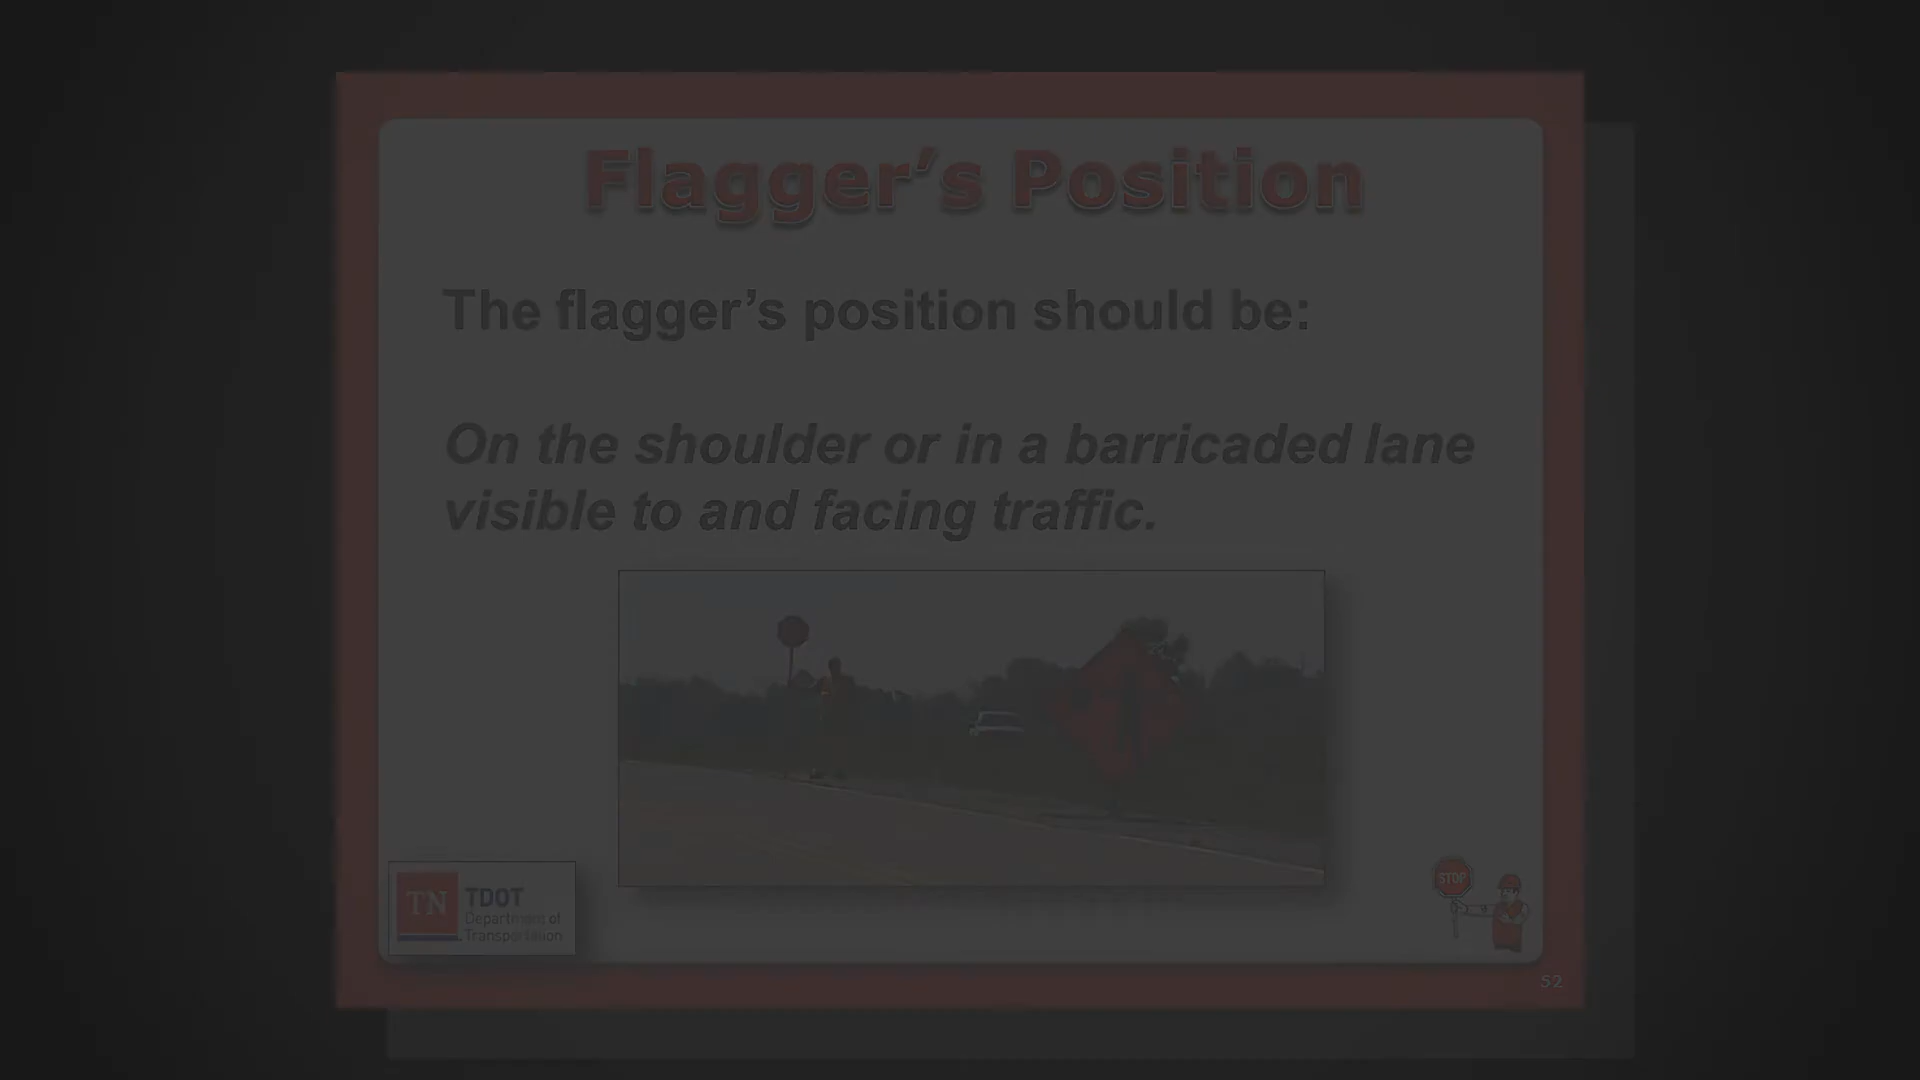 Flagger’s Position
The flagger’s position should be:
On the shoulder or in a barricaded lane
visible to and facing traffic.
TN
TDOT
Department of
Transportation
STOP
52